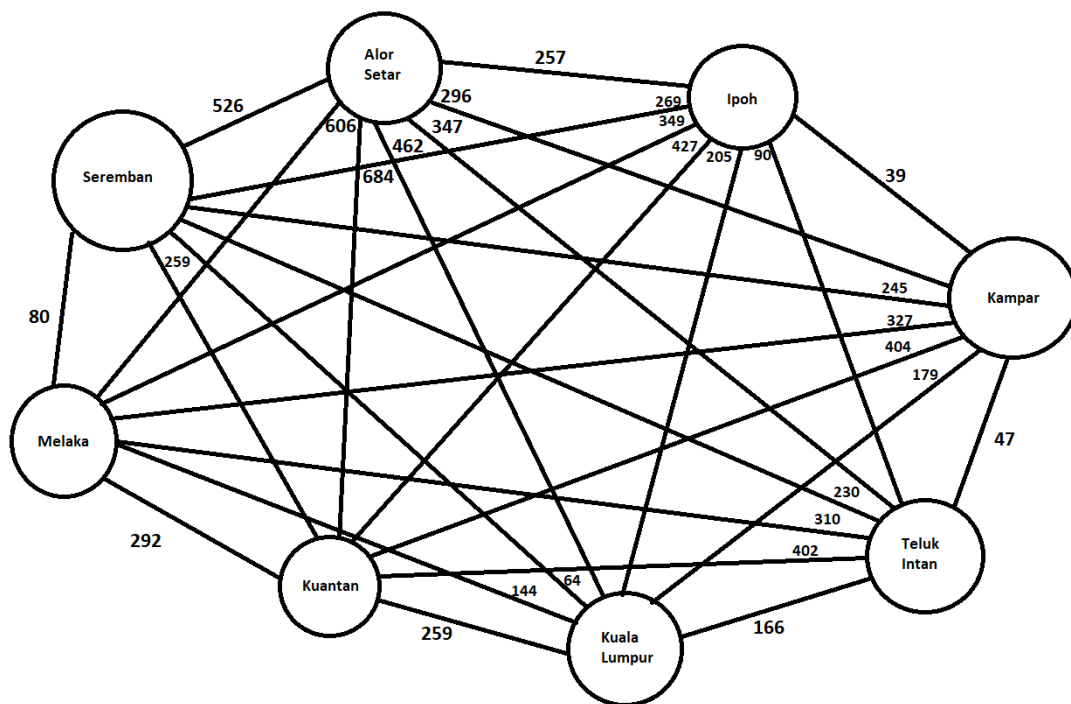 Alor
Setar
257
Ipoh
526
296
269
606
347
349
462
427
205
90
Seremban
684
39
259
245
Kampar
80
327
404
179
Melaka
47
230
310
292
402
Teluk
Intan
Kuantan
144
64
259
166
Kuala
Lumpur